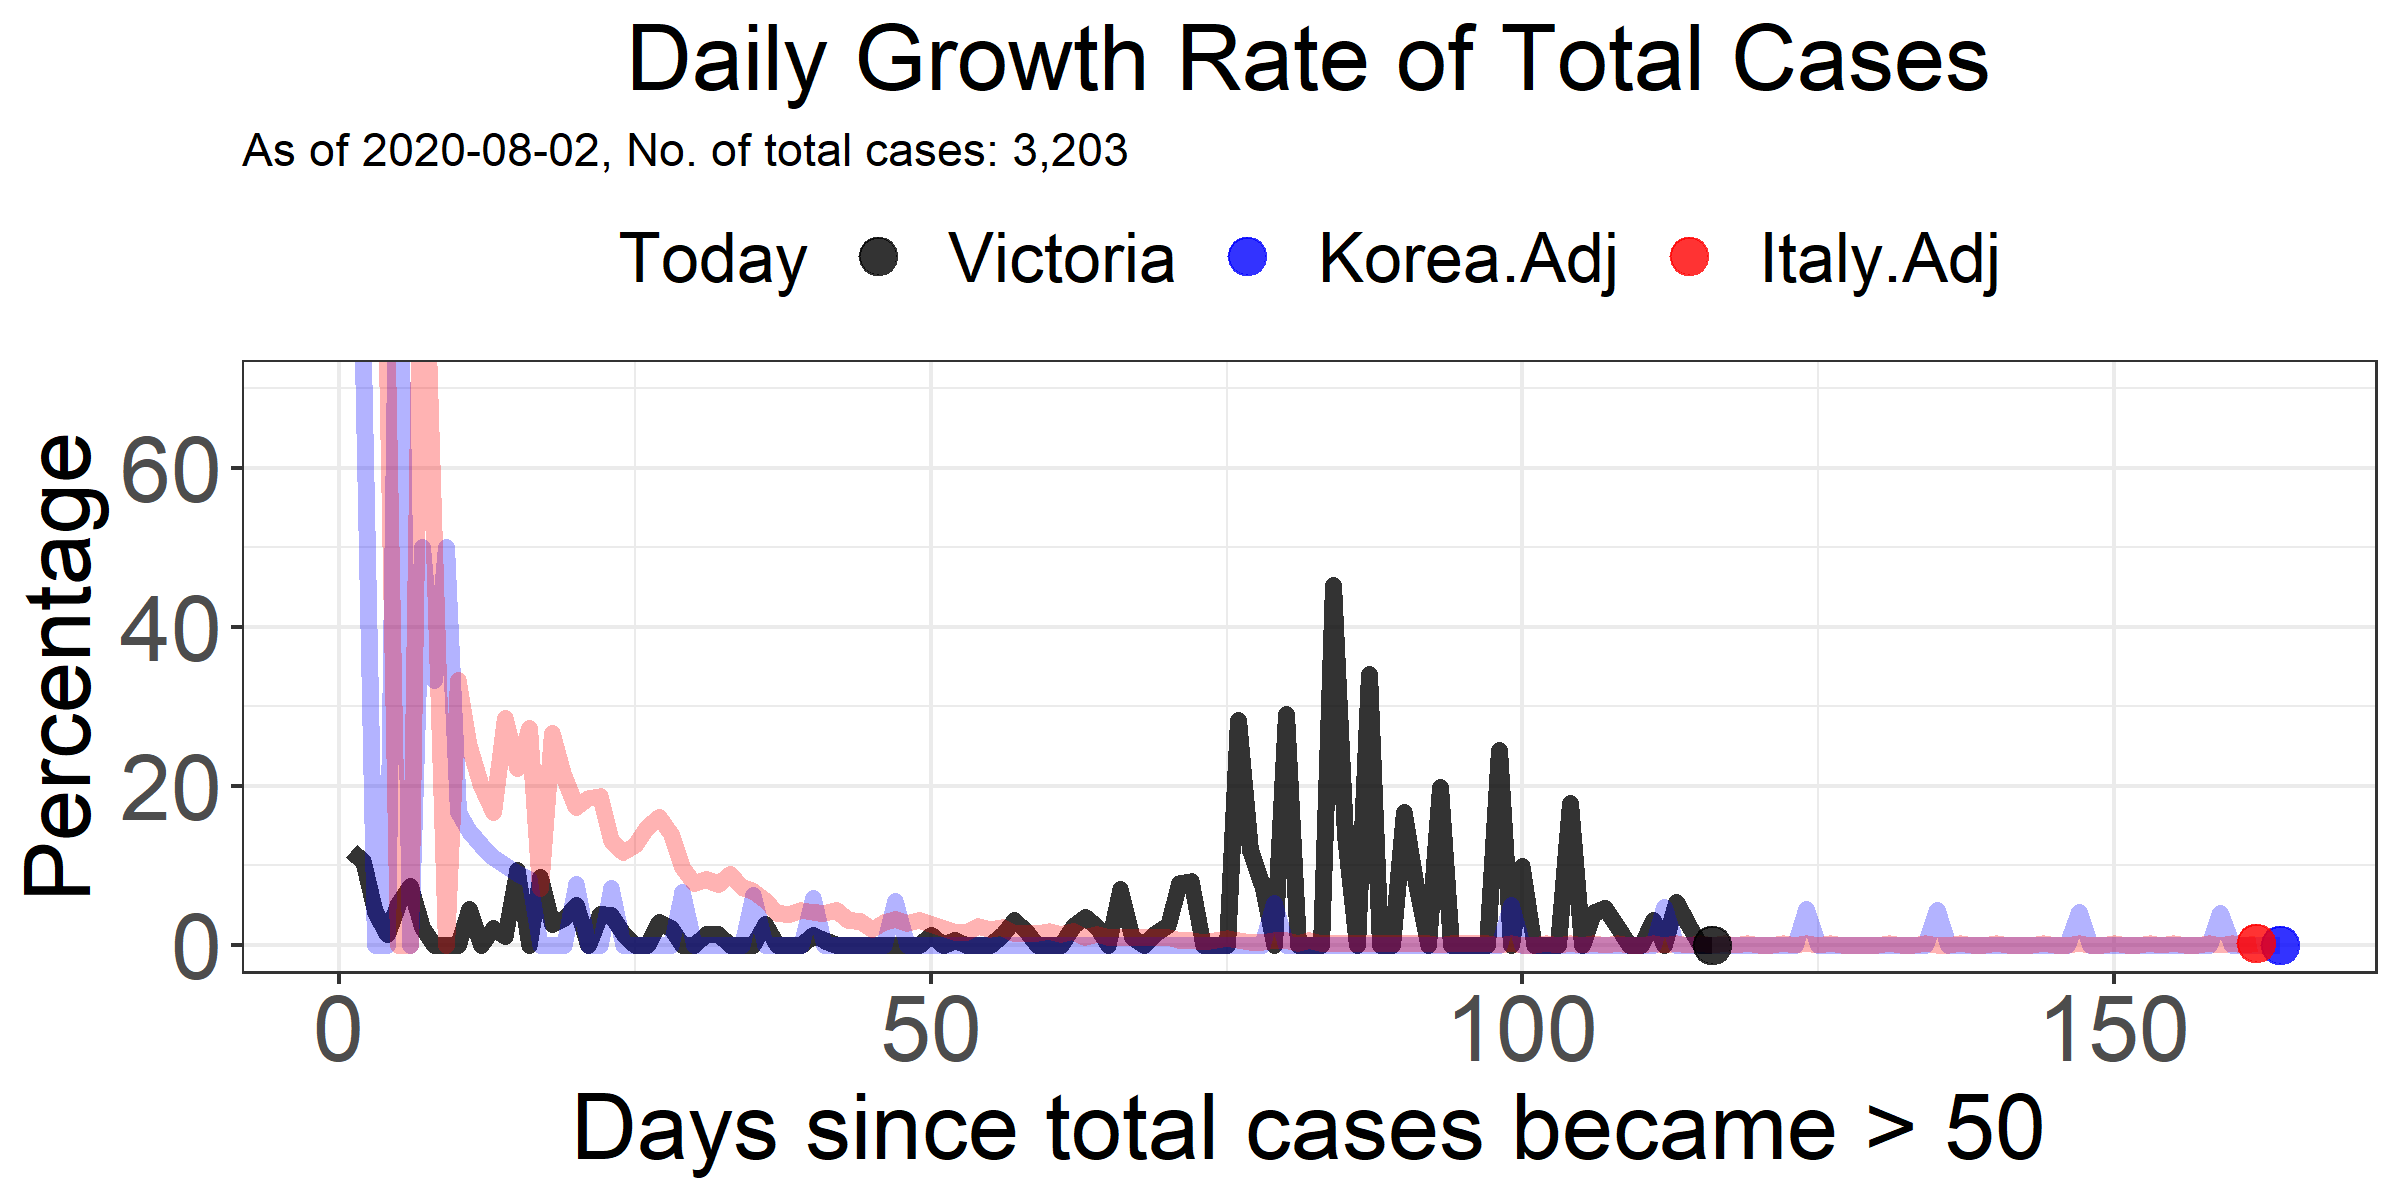 Daily Growth Rate of Total Cases
As of 2020-08-02, No. of total cases: 3,203
Today Victoria Korea.Adj Italy.Adj
Percentage
60
40
20
0
0 50 100 150
Days since total cases became > 50